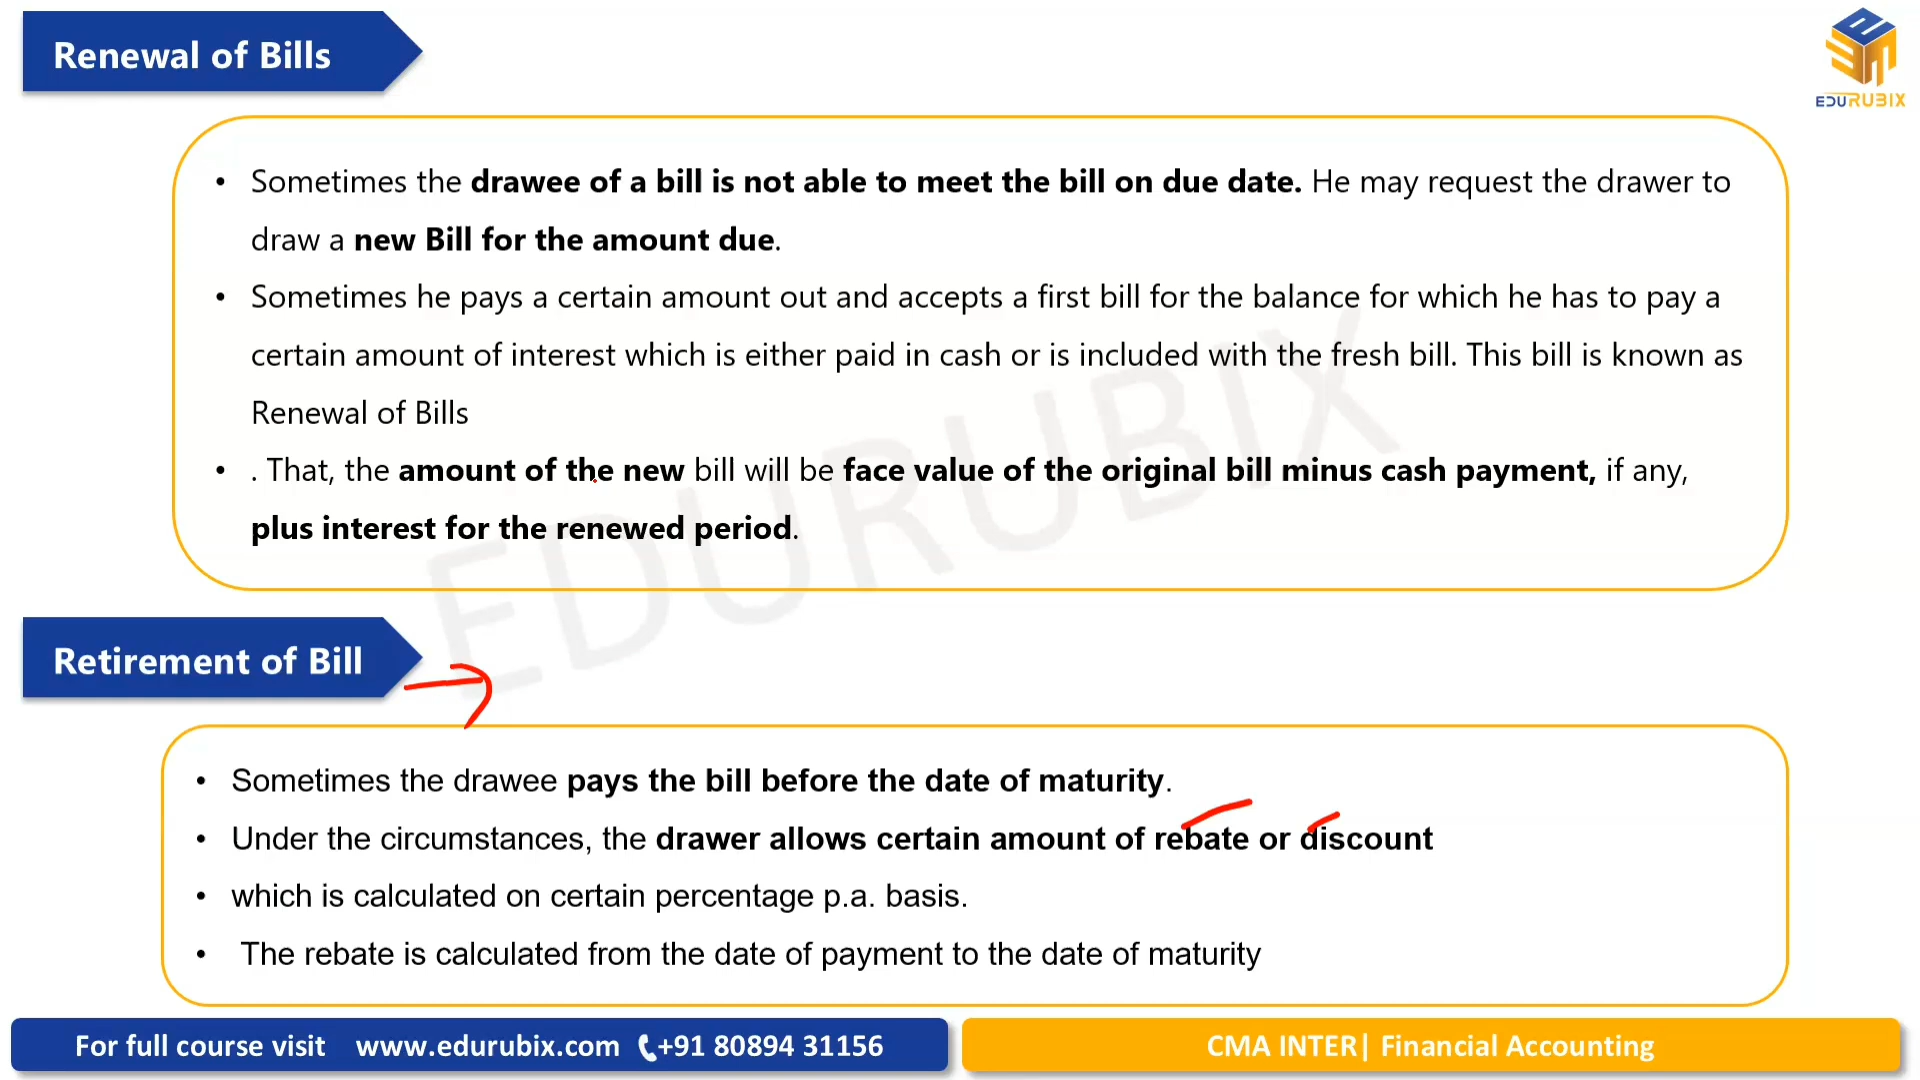 Renewal of Bills
EDURUBIX
• Sometimes the drawee of a bill is not able to meet the bill on due date. He may request the drawer to
draw a new Bill for the amount due.
• Sometimes he pays a certain amount out and accepts a first bill for the balance for which he has to pay a
certain amount of interest which is either paid in cash or is included with the fresh bill. This bill is known as
Renewal of Bills
• . That, the amount of the new bill will be face value of the original bill minus cash payment, if any,
plus interest for the renewed period.
EDURUBIX
Retirement of Bill
• Sometimes the drawee pays the bill before the date of maturity.
• Under the circumstances, the drawer allows certain amount of rebate or discount
• which is calculated on certain percentage p.a. basis.
• The rebate is calculated from the date of payment to the date of maturity
For full course visit www.edurubix.com +91 80894 31156
CMA INTER| Financial Accounting